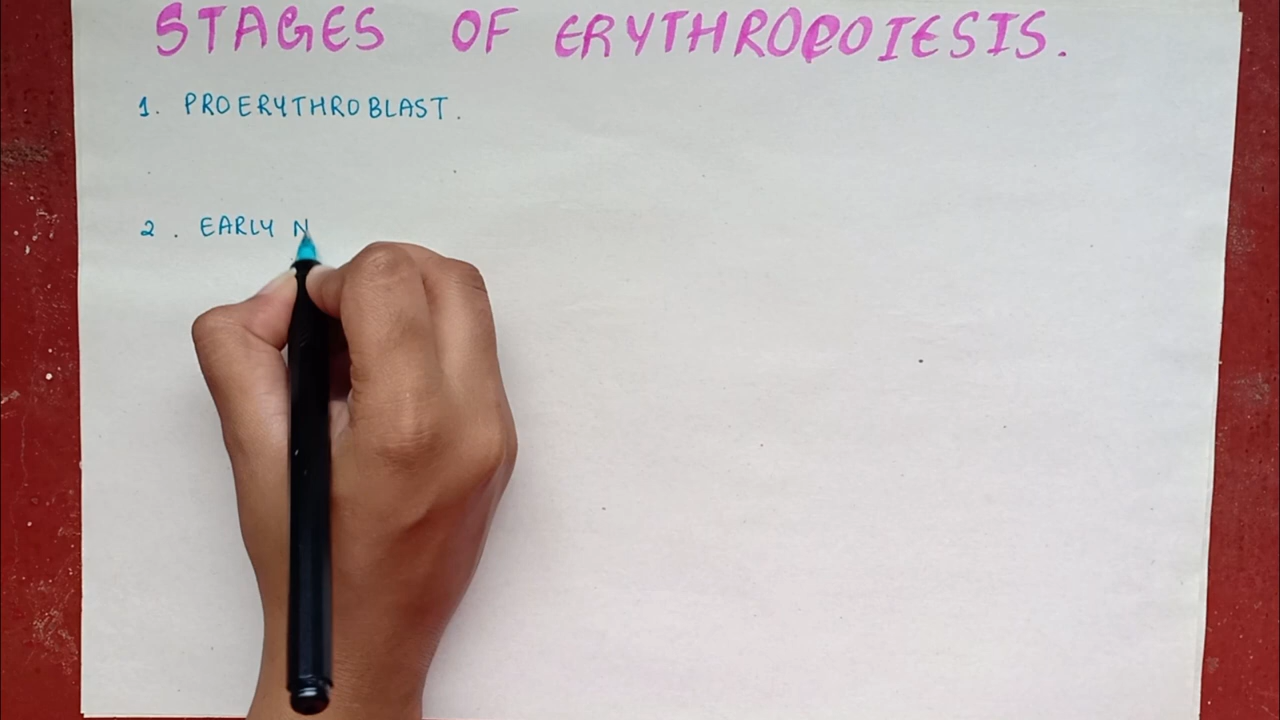 STAGES OF ERYTHROPOIESIS.
1. PROERYTHROBLAST.
2. EARLY N